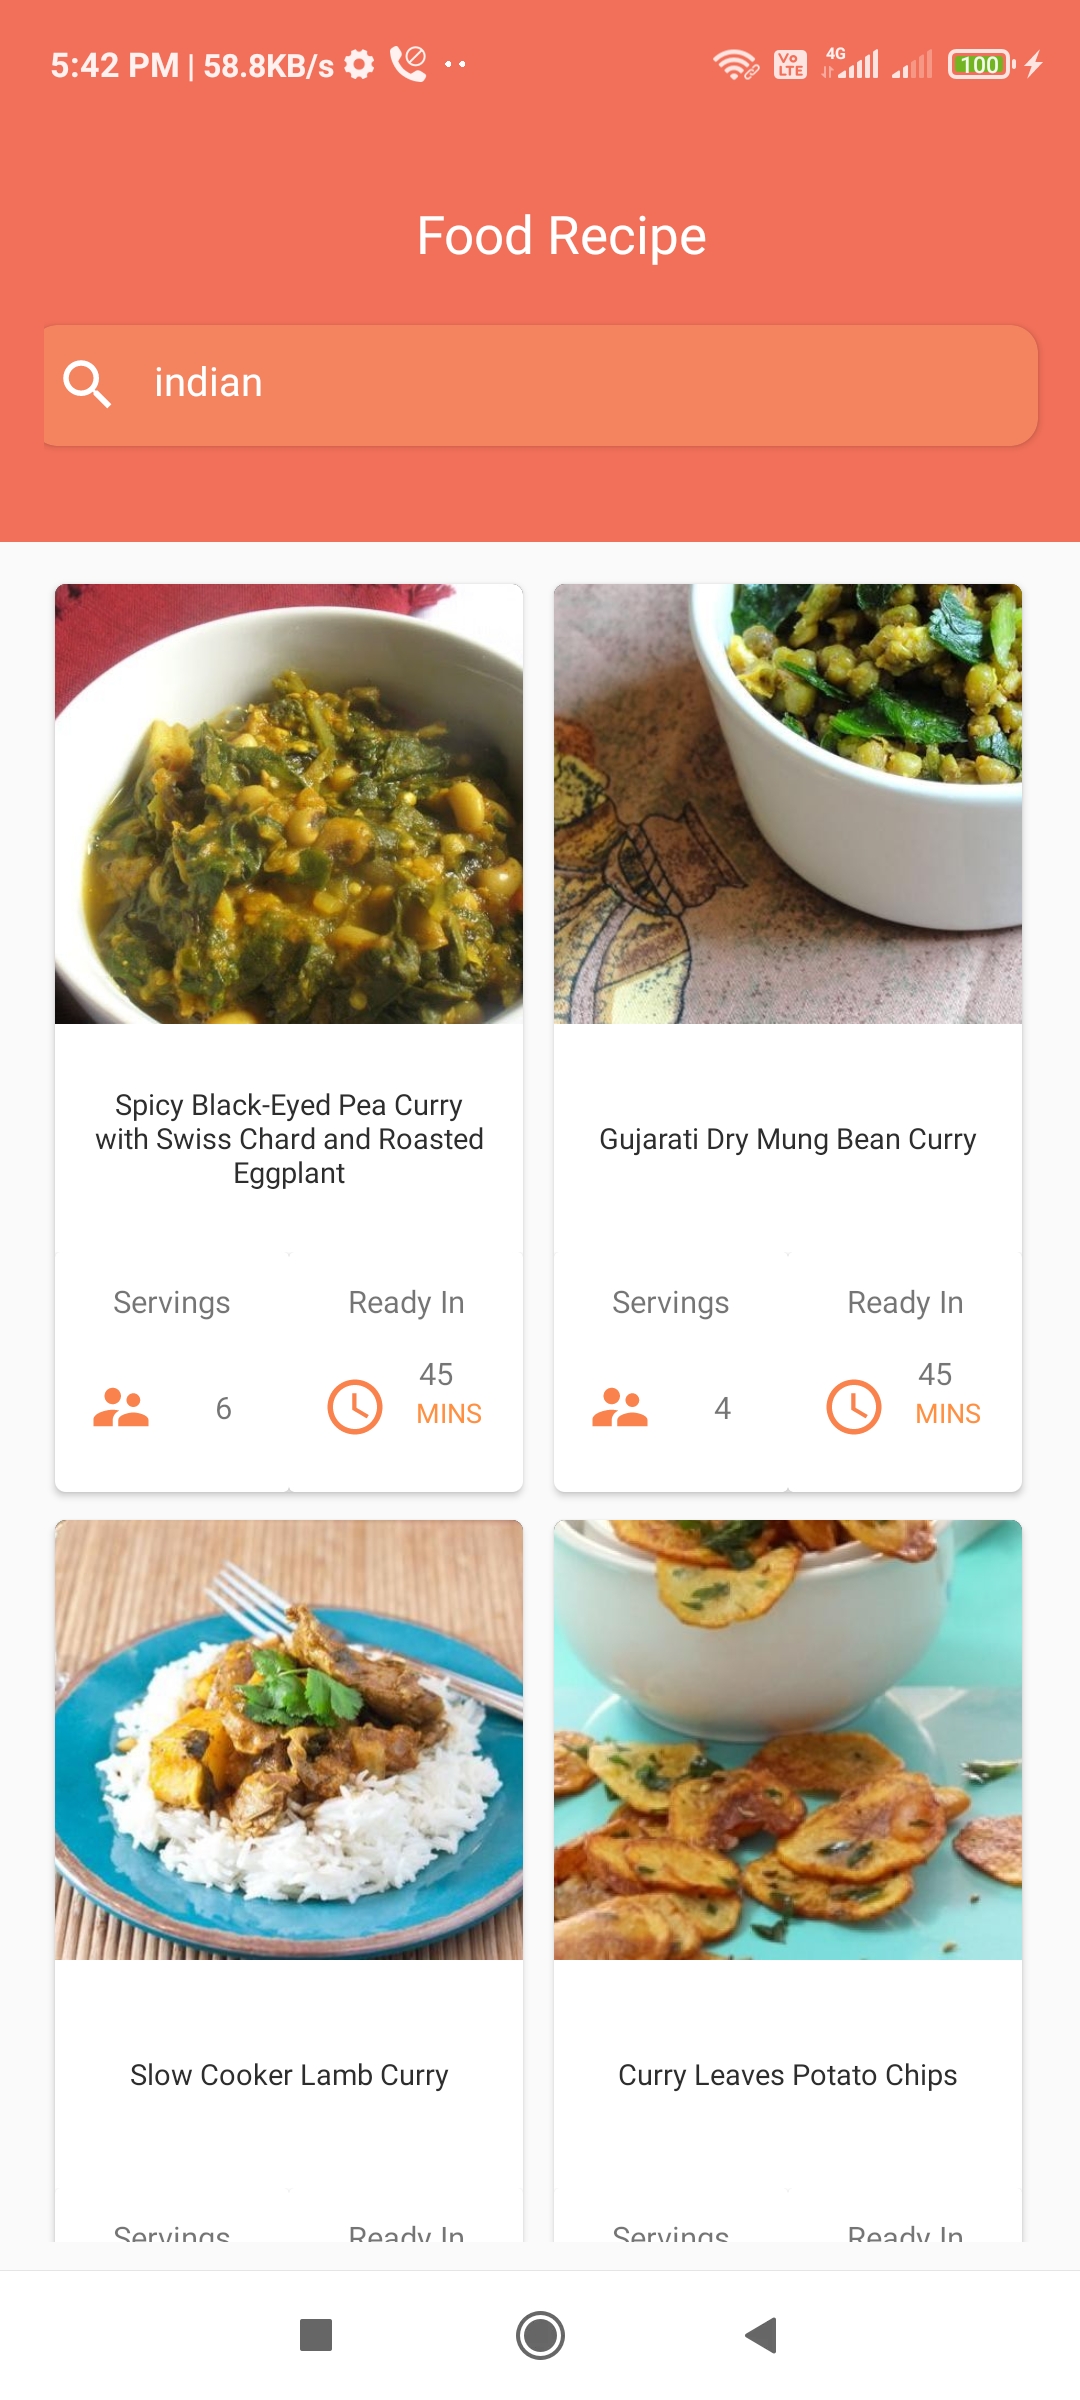 5:42 PM | 58.8KB/s
Vo LTE 4G 100
Food Recipe
indian
Spicy Black-Eyed Pea Curry
with Swiss Chard and Roasted
Eggplant
Gujarati Dry Mung Bean Curry
Servings Ready In
6 45
MINS
Servings Ready In
4 45
MINS
Slow Cooker Lamb Curry
Curry Leaves Potato Chips
Servings Ready In
Servings Ready In